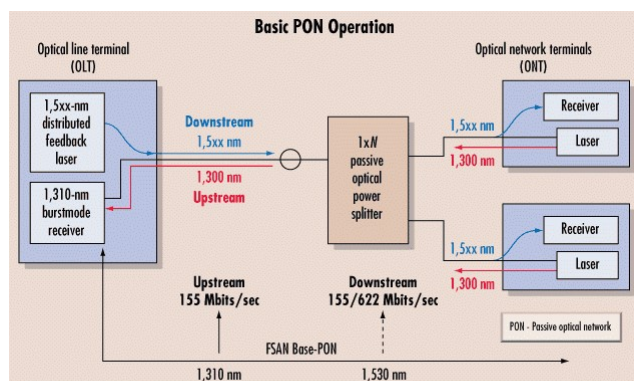 Basic PON Operation
Optical line terminal
(OLT)
Optical network terminals
(ONT)
1,5xx-nm
distributed
feedback
laser
1,310-nm
burstmode
receiver
Downstream
1,5xx nm
1,300 nm
Upstream
1xN
passive
optical
power
splitter
1,5xx nm
1,300 nm
Receiver
Laser
1,5xx nm
1,300 nm
Receiver
Laser
Upstream
155 Mbits/sec
Downstream
155/622 Mbits/sec
PON - Passive optical network
FSAN Base-PON
1,310 nm
1,530 nm